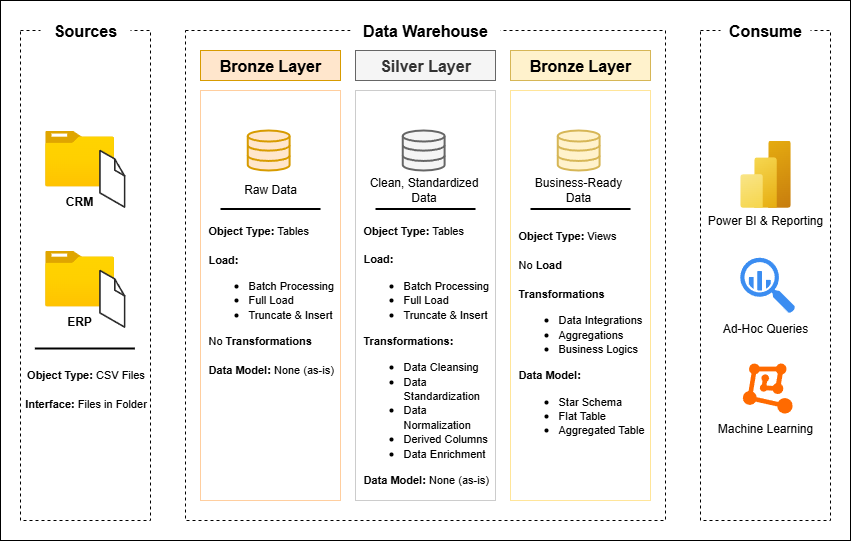 Sources
CRM
ERP
Object Type: CSV Files
Interface: Files in Folder
Data Warehouse
Bronze Layer
Raw Data
Object Type: Tables
Load:
Batch Processing
Full Load
Truncate & Insert
No Transformations
Data Model: None (as-is)
Silver Layer
Clean, Standardized
Data
Object Type: Tables
Load:
Batch Processing
Full Load
Truncate & Insert
Transformations:
Data Cleansing
Data
Standardization
Data
Normalization
Derived Columns
Data Enrichment
Data Model: None (as-is)
Bronze Layer
Business-Ready
Data
Object Type: Views
No Load
Transformations
Data Integrations
Aggregations
Business Logics
Data Model:
Star Schema
Flat Table
Aggregated Table
Consume
Power BI & Reporting
Ad-Hoc Queries
Machine Learning